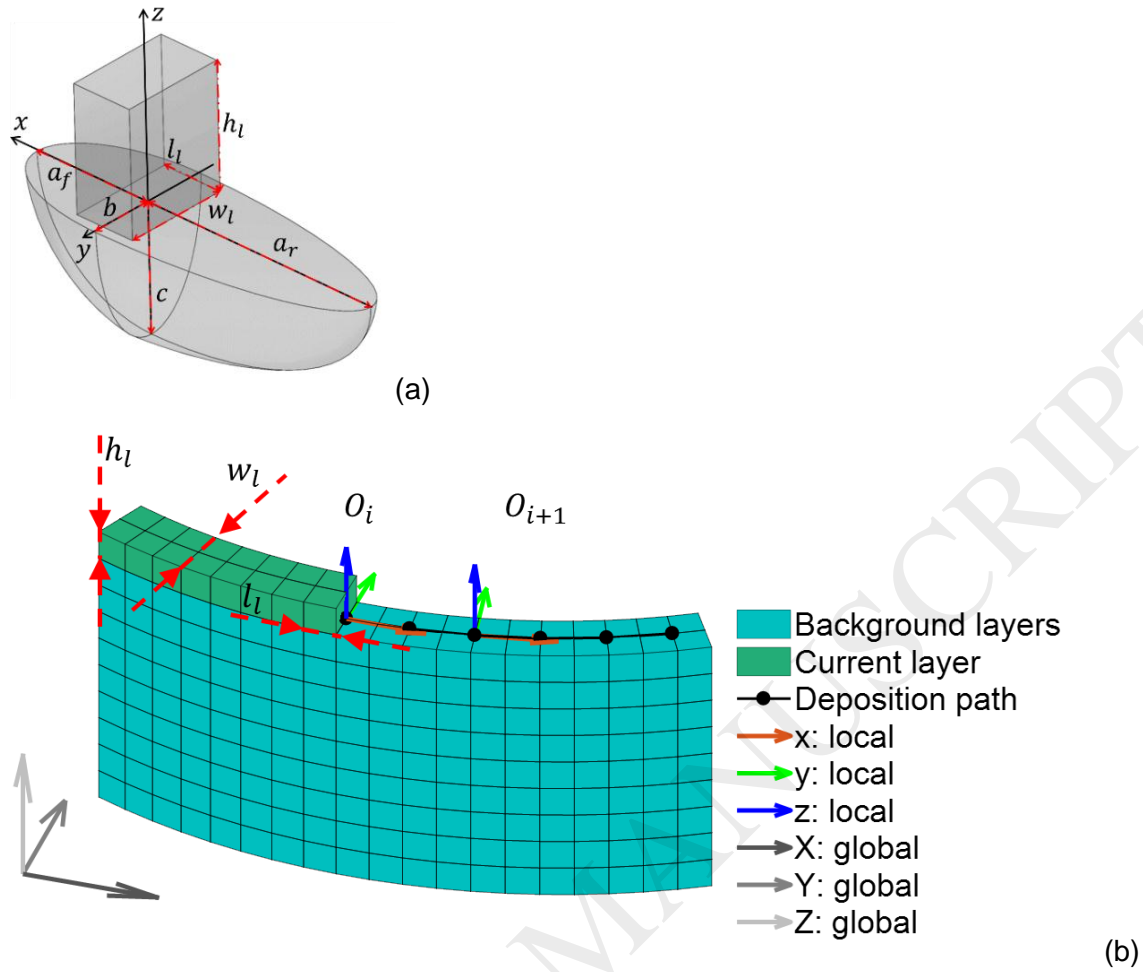 z
x
h_l
l_l
a_f
b
w_l
y
a_r
c
(a)
h_l
w_l
O_i
O_{i+1}
l_l
Background layers
Current layer
Deposition path
x: local
y: local
z: local
X: global
Y: global
Z: global
(b)
MANUSCRIPT